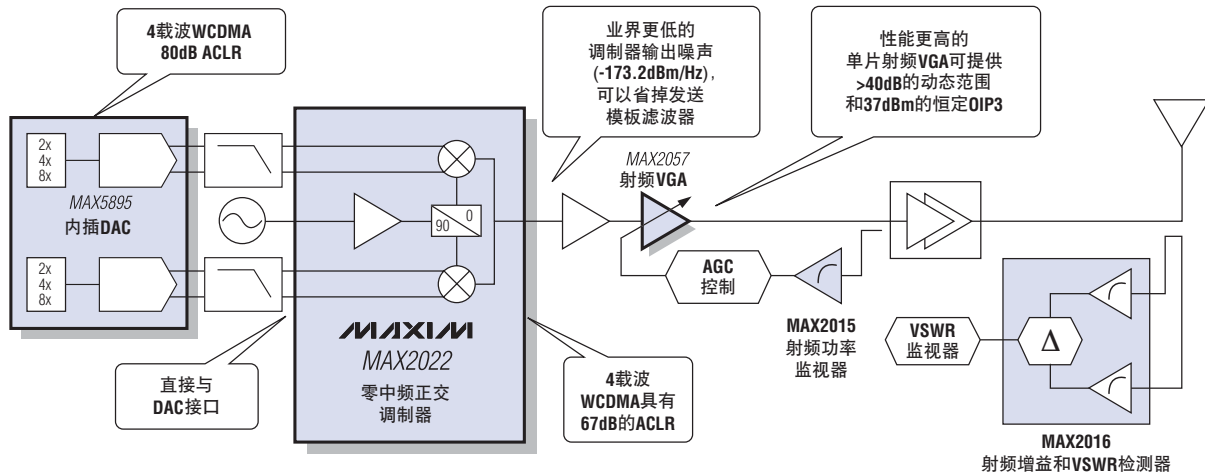 4载波WCDMA
80dB ACLR
2x
4x
8x
MAX5895
内插DAC
2x
4x
8x
直接与
DAC接口
90
0
MAXIM
MAX2022
零中频正交
调制器
4载波
WCDMA具有
67dB的ACLR
业界更低的
调制器输出噪声
(-173.2dBm/Hz),
可以省掉发送
模板滤波器
MAX2057
射频VGA
性能更高的
单片射频VGA可提供
>40dB的动态范围
和37dBm的恒定OIP3
AGC
控制
MAX2015
射频功率
监视器
VSWR
监视器
Δ
MAX2016
射频增益和VSWR检测器